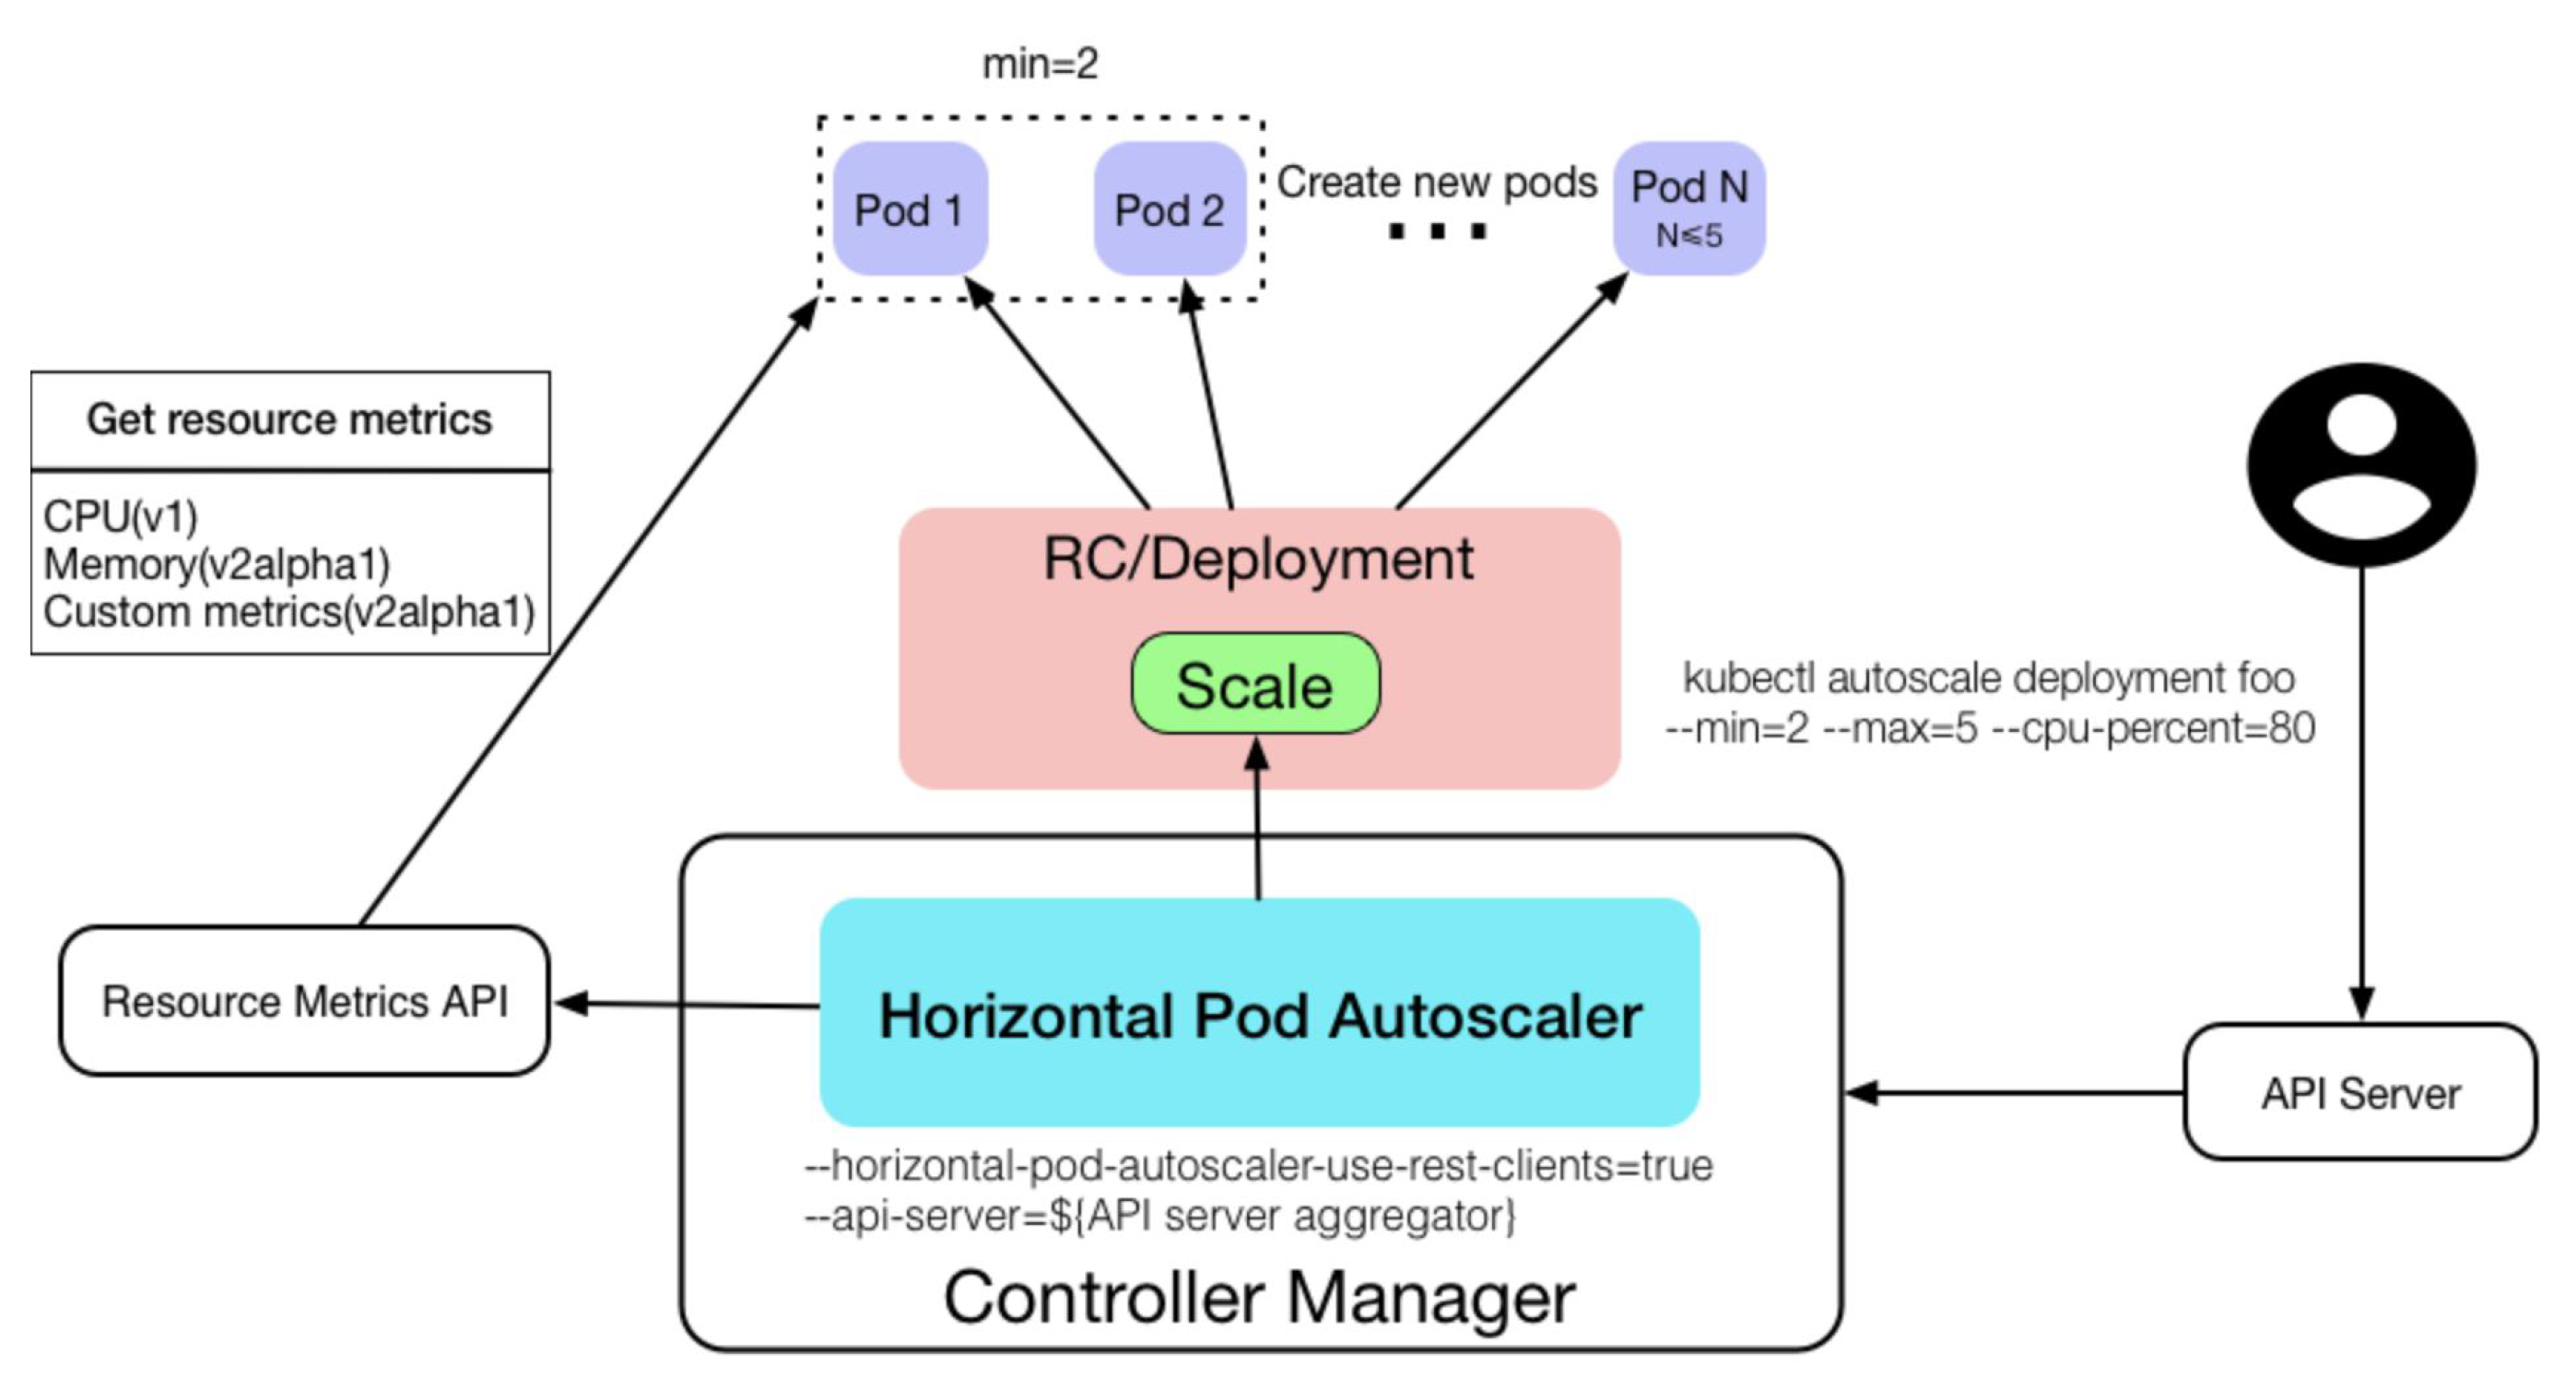 min=2
Pod 1
Pod 2
Create new pods
Pod N
N⩽5
Get resource metrics
CPU(v1)
Memory(v2alpha1)
Custom metrics(v2alpha1)
RC/Deployment
Scale
kubectl autoscale deployment foo
--min=2 --max=5 --cpu-percent=80
Resource Metrics API
Horizontal Pod Autoscaler
API Server
--horizontal-pod-autoscaler-use-rest-clients=true
--api-server=${API server aggregator}
Controller Manager